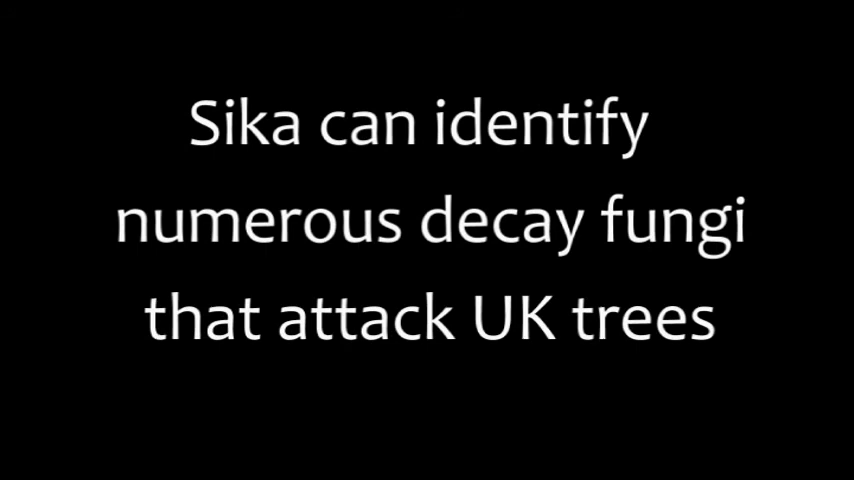 Sika can identify
numerous decay fungi
that attack UK trees